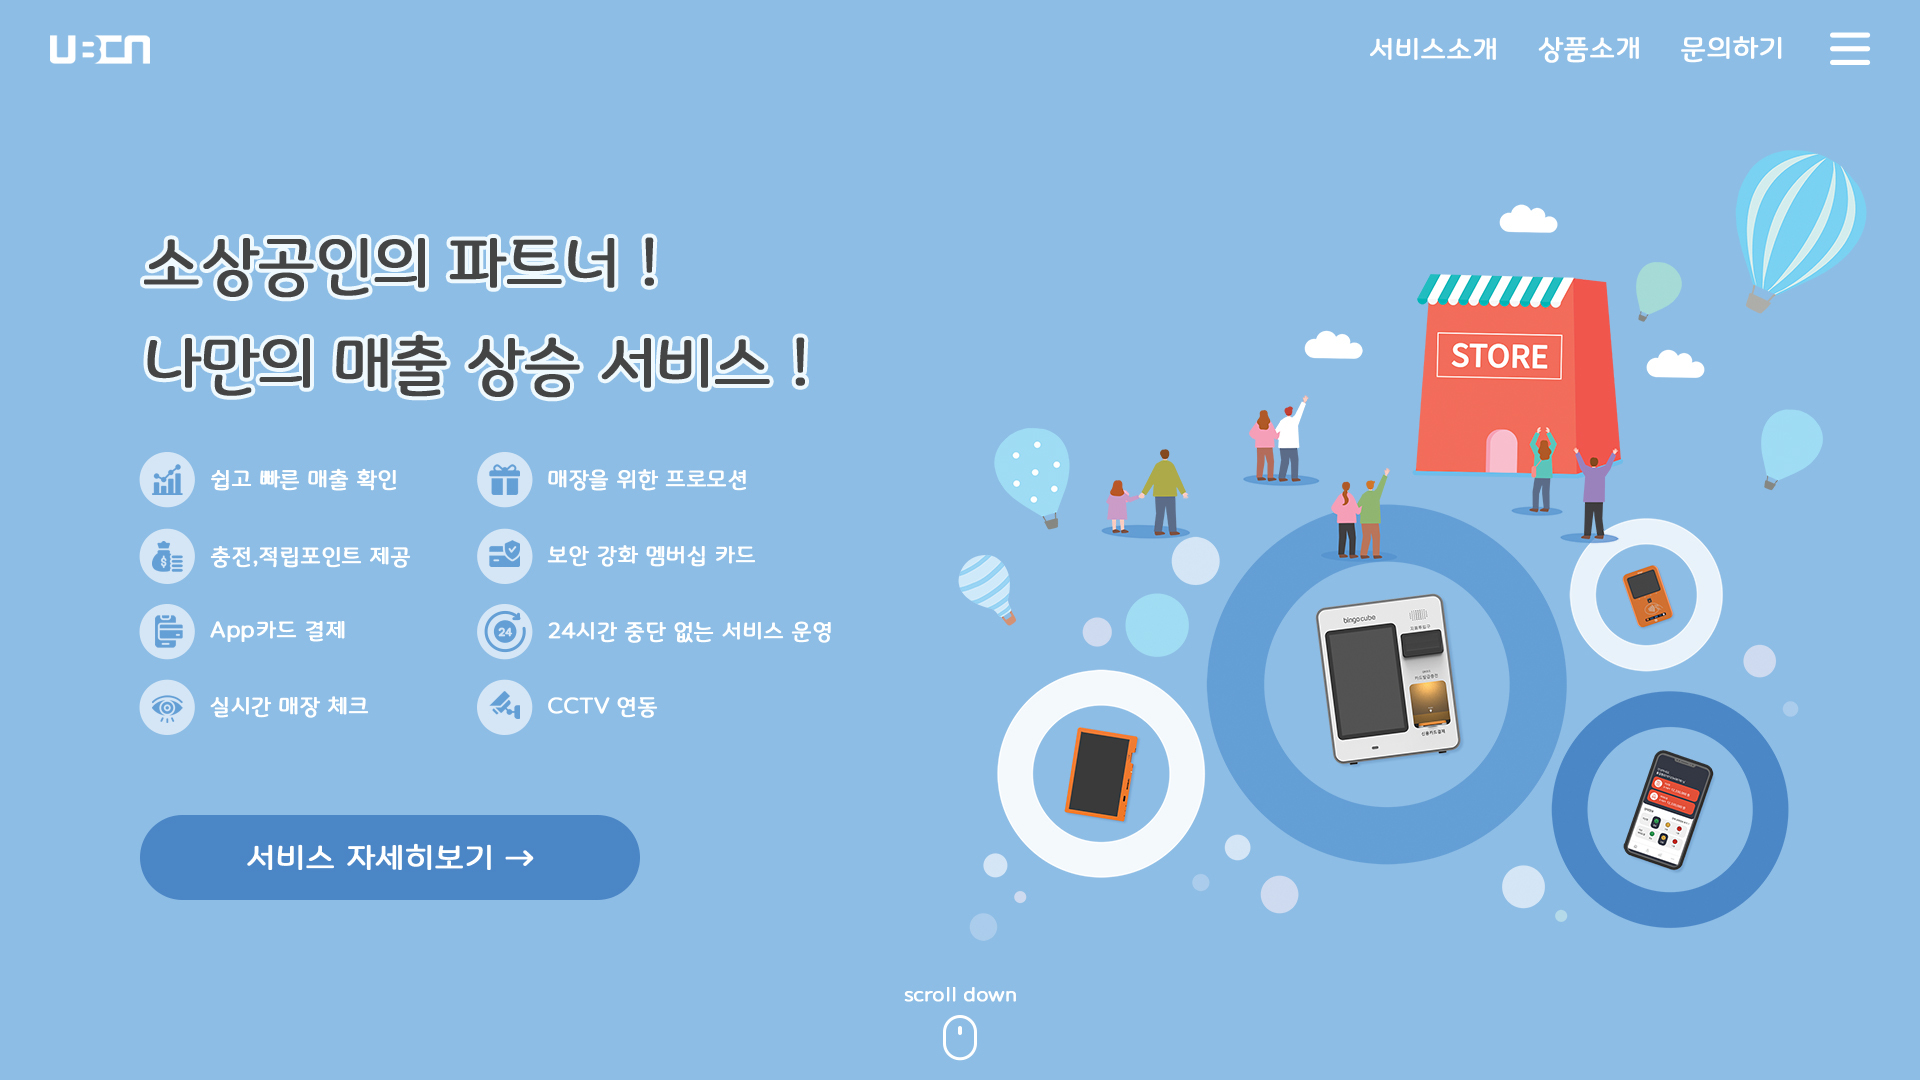 UBCN
서비스소개
상품소개
문의하기
소상공인의 파트너 !
나만의 매출 상승 서비스 !
쉽고 빠른 매출 확인
매장을 위한 프로모션
충전,적립포인트 제공
보안 강화 멤버십 카드
App카드 결제
24
24시간 중단 없는 서비스 운영
실시간 매장 체크
CCTV 연동
서비스 자세히보기 →
STORE
bingocube
scroll down